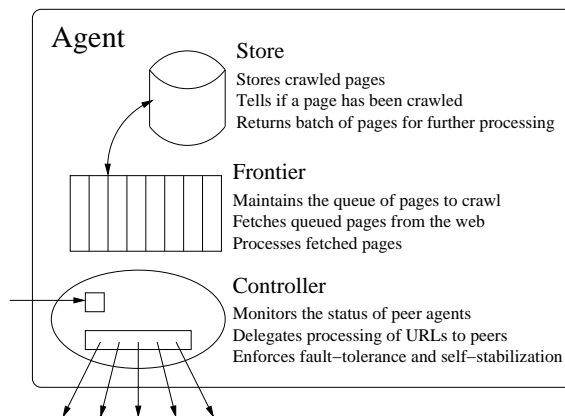 Agent
Store
Stores crawled pages
Tells if a page has been crawled
Returns batch of pages for further processing
Frontier
Maintains the queue of pages to crawl
Fetches queued pages from the web
Processes fetched pages
Controller
Monitors the status of peer agents
Delegates processing of URLs to peers
Enforces fault−tolerance and self−stabilization